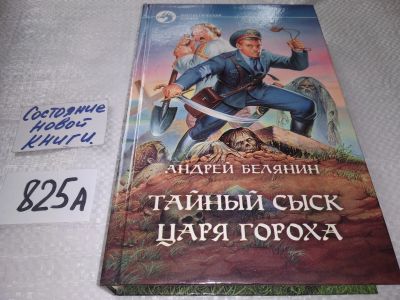 Состояние
новой
книги.
825А
АНДРЕЙ БЕЛЯНИН
ТАЙНЫЙ СЫСК
ЦАРЯ ГОРОХА